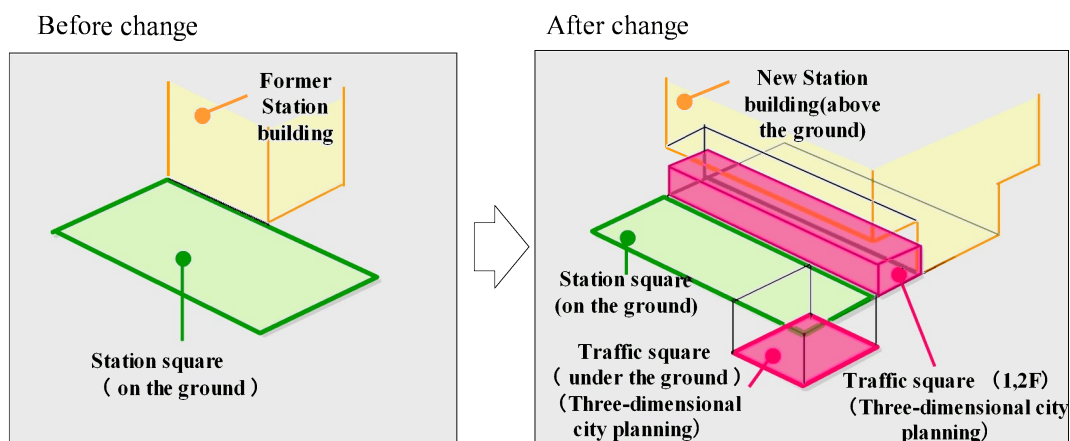 Before change
After change
Former
Station
building
Station square
( on the ground )
New Station
building(above
the ground)
Station square
(on the ground)
Traffic square
( under the ground )
(Three-dimensional
city planning)
Traffic square (1,2F)
(Three-dimensional city
planning)